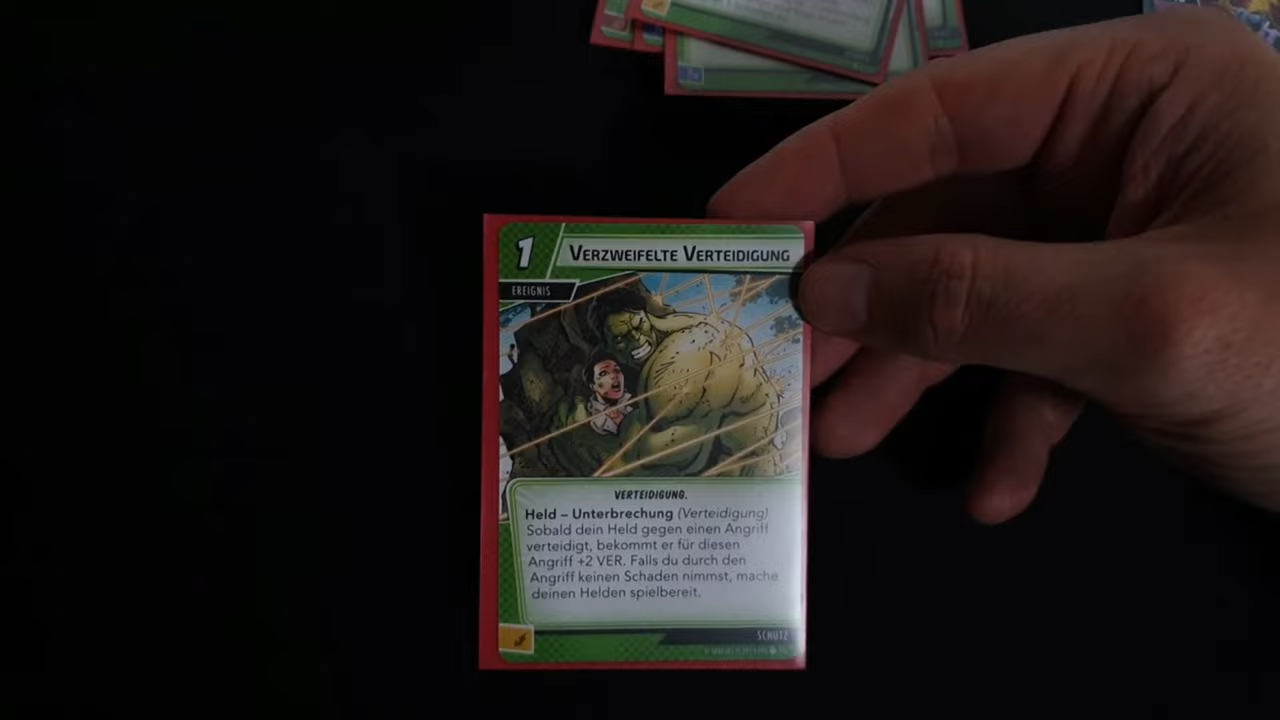 1
VERZWEIFELTE VERTEIDIGUNG
EREIGNIS
VERTEIDIGUNG.
Held – Unterbrechung (Verteidigung)
Sobald dein Held gegen einen Angriff
verteidigt, bekommt er für diesen
Angriff +2 VER. Falls du durch den
Angriff keinen Schaden nimmst, mache
deinen Helden spielbereit.
SCHUTZ